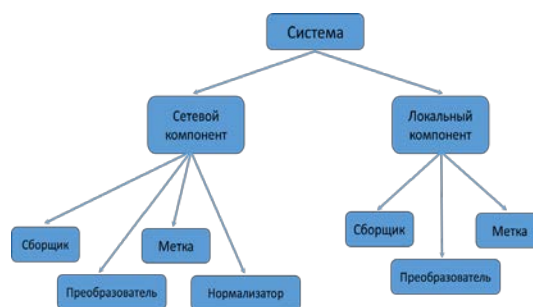 Система
Сетевой
компонент
Локальный
компонент
Сборщик
Метка
Преобразователь
Нормализатор
Сборщик
Метка
Преобразователь